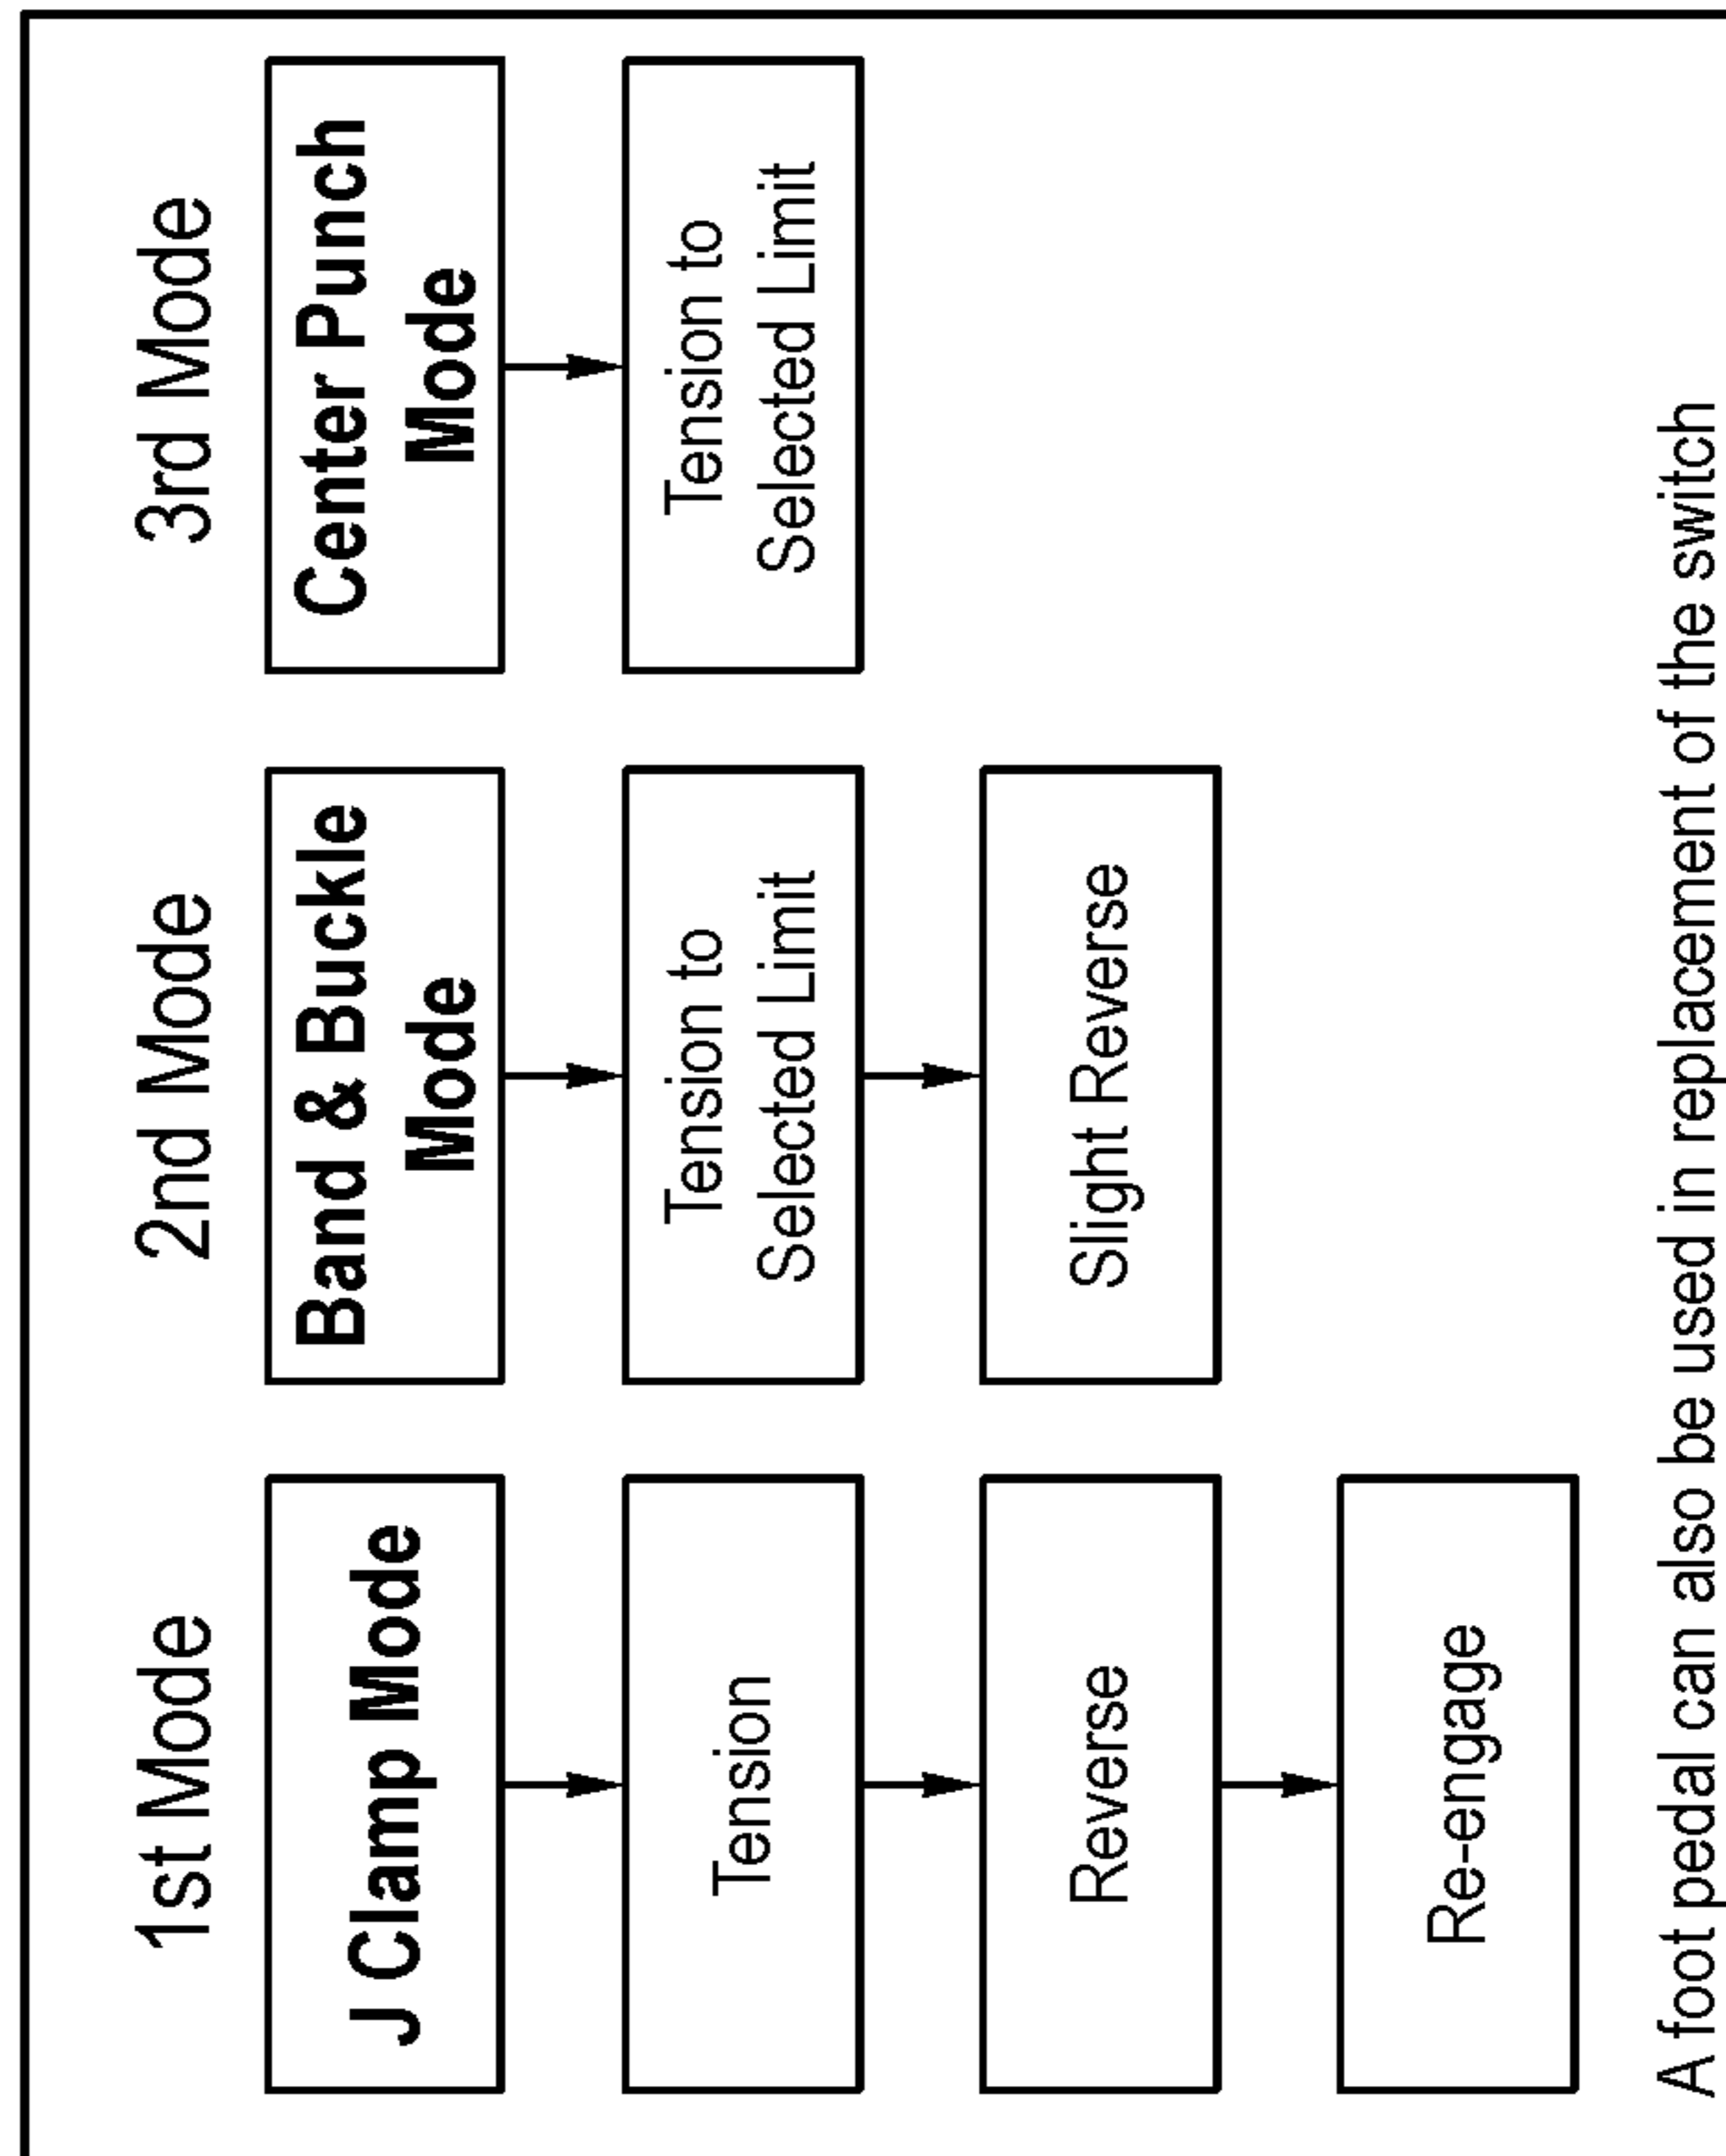 1st Mode
J Clamp Mode
Tension
Reverse
Re-engage
2nd Mode
Band & Buckle
Mode
Tension to
Selected Limit
Slight Reverse
3rd Mode
Center Punch
Mode
Tension to
Selected Limit
A foot pedal can also be used in replacement of the switch